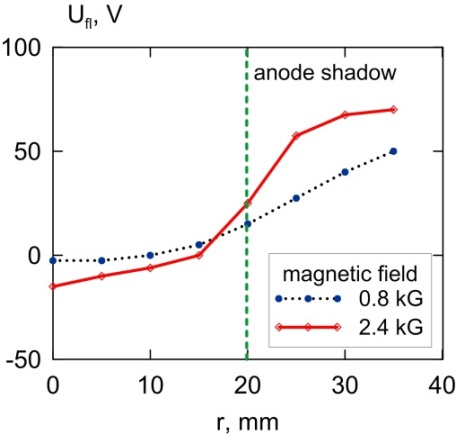 U_fl, V
100
anode shadow
50
0
magnetic field
0.8 kG
2.4 kG
-50
0 10 20 30 40
r, mm